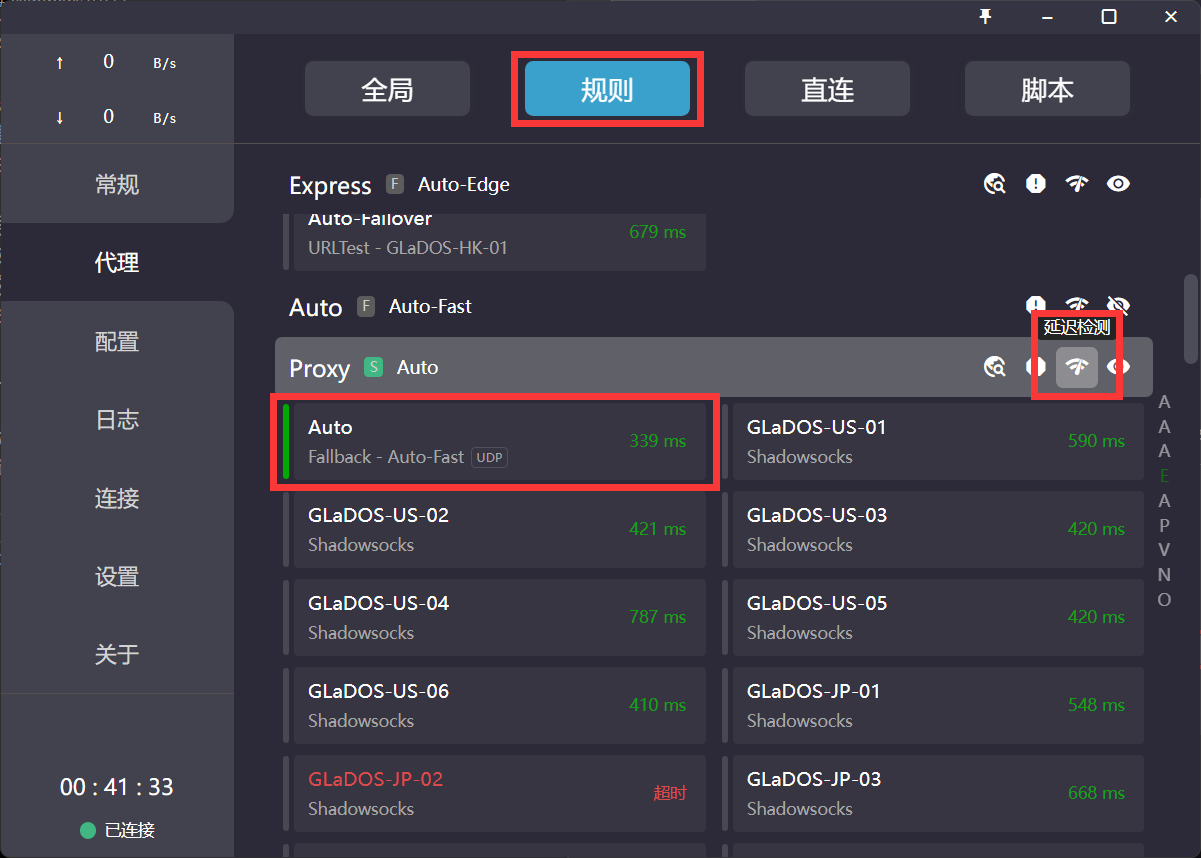 ↑ 0 B/s
↓ 0 B/s
常规
代理
配置
日志
连接
设置
关于
00 : 41 : 33
已连接
全局
规则
直连
脚本
Express F Auto-Edge
Auto-Failover
URLTest - GLaDOS-HK-01
679 ms
Auto F Auto-Fast
延迟检测
Proxy S Auto
Auto
Fallback - Auto-Fast UDP
339 ms
GLaDOS-US-01
Shadowsocks
590 ms
GLaDOS-US-02
Shadowsocks
421 ms
GLaDOS-US-03
Shadowsocks
420 ms
GLaDOS-US-04
Shadowsocks
787 ms
GLaDOS-US-05
Shadowsocks
420 ms
GLaDOS-US-06
Shadowsocks
410 ms
GLaDOS-JP-01
Shadowsocks
548 ms
GLaDOS-JP-02
Shadowsocks
超时
GLaDOS-JP-03
Shadowsocks
668 ms
A
A
A
E
A
P
V
N
O